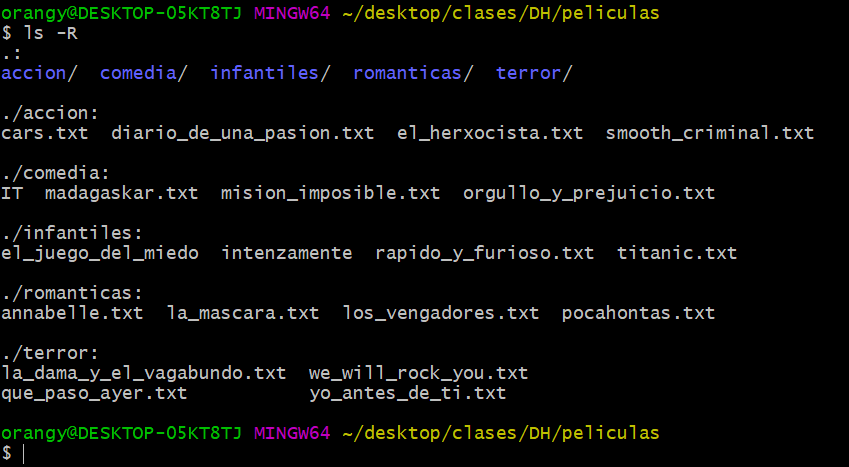 orangy@DESKTOP-05KT8TJ MINGW64 ~/desktop/clases/DH/peliculas
$ ls -R
.:
accion/  comedia/  infantiles/  romanticas/  terror/
./accion:
cars.txt  diario_de_una_pasion.txt  el_herxocista.txt  smooth_criminal.txt
./comedia:
IT  madagaskar.txt  mision_imposible.txt  orgullo_y_prejuicio.txt
./infantiles:
el_juego_del_miedo  intenzamente  rapido_y_furioso.txt  titanic.txt
./romanticas:
annabelle.txt  la_mascara.txt  los_vengadores.txt  pocahontas.txt
./terror:
la_dama_y_el_vagabundo.txt  we_will_rock_you.txt
que_paso_ayer.txt           yo_antes_de_ti.txt
orangy@DESKTOP-05KT8TJ MINGW64 ~/desktop/clases/DH/peliculas
$